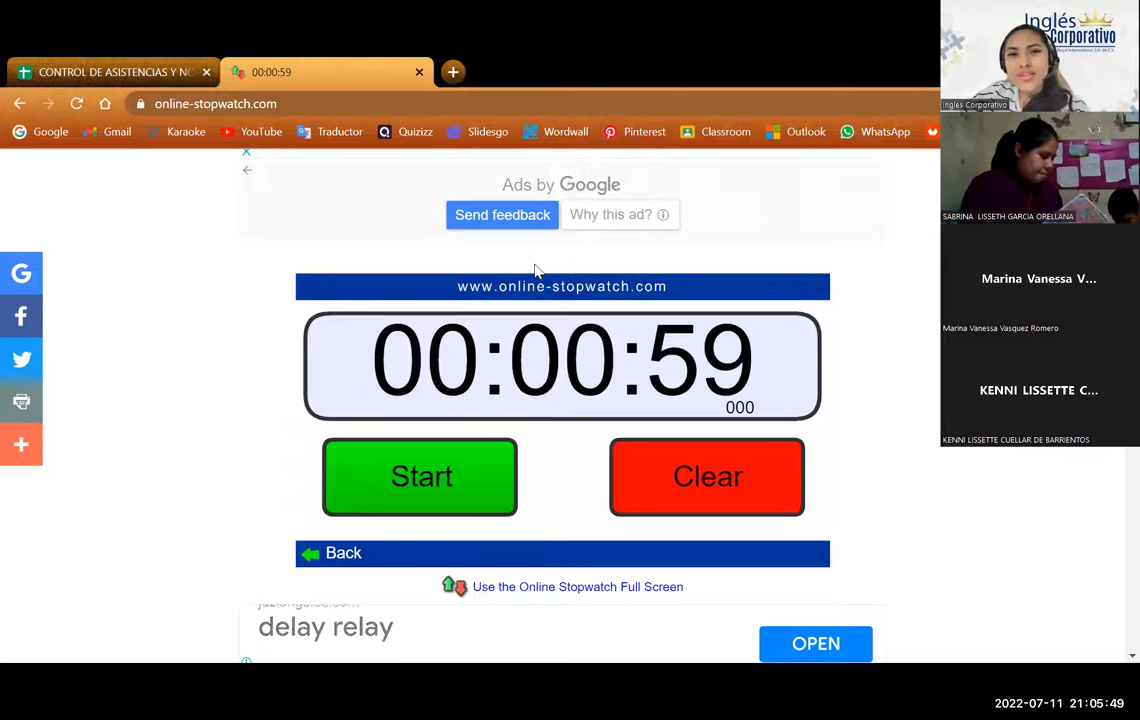 CONTROL DE ASISTENCIAS Y NO
00:00:59
online-stopwatch.com
Google
Gmail
Karaoke
YouTube
Traductor
Quizizz
Slidesgo
Wordwall
Pinterest
Classroom
Outlook
WhatsApp
Ads by Google
Send feedback
Why this ad?
www.online-stopwatch.com
00:00:59
000
Start
Clear
Back
Use the Online Stopwatch Full Screen
delay relay
OPEN
Inglés
Corporativo
Inglés Corporativo
SABRINA LISSETH GARCIA ORELLANA
Marina Vanessa V...
Marina Vanessa Vasquez Romero
KENNI LISSETTE C...
KENNI LISSETTE CUELLAR DE BARRIENTOS
2022-07-11 21:05:49